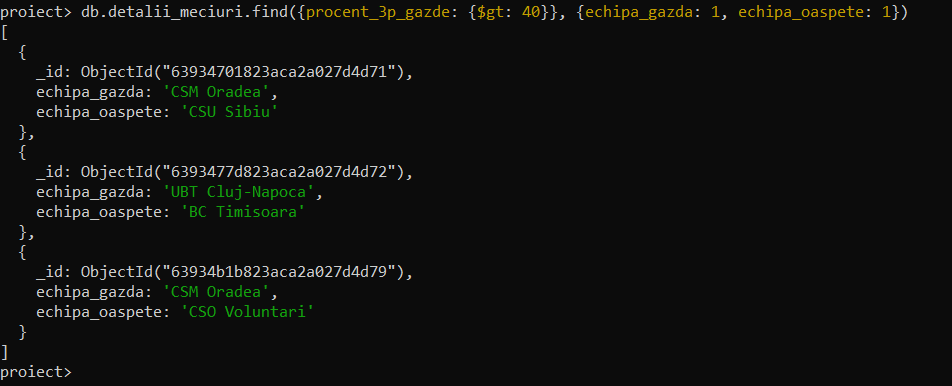 proiect> db.detalii_meciuri.find({procent_3p_gazde: {$gt: 40}}, {echipa_gazda: 1, echipa_oaspete: 1})
[
  {
    _id: ObjectId("63934701823aca2a027d4d71"),
    echipa_gazda: 'CSM Oradea',
    echipa_oaspete: 'CSU Sibiu'
  },
  {
    _id: ObjectId("6393477d823aca2a027d4d72"),
    echipa_gazda: 'UBT Cluj-Napoca',
    echipa_oaspete: 'BC Timisoara'
  },
  {
    _id: ObjectId("63934b1b823aca2a027d4d79"),
    echipa_gazda: 'CSM Oradea',
    echipa_oaspete: 'CSO Voluntari'
  }
]
proiect>